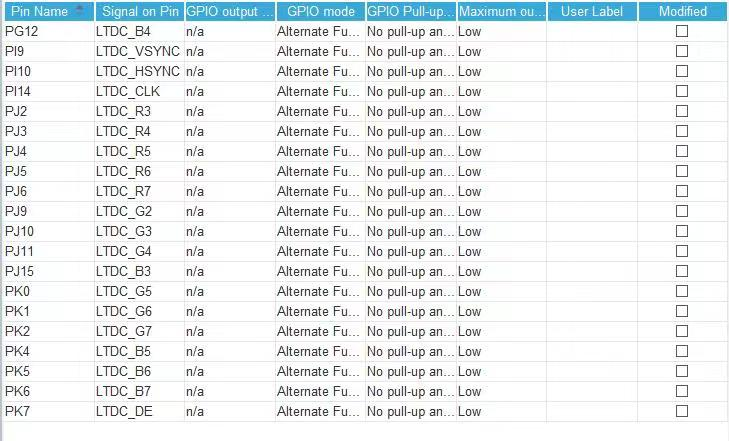 Pin Name Signal on Pin GPIO output ... GPIO mode GPIO Pull-up... Maximum ou... User Label Modified
PG12 LTDC_B4 n/a Alternate Fu... No pull-up an... Low
PI9 LTDC_VSYNC n/a Alternate Fu... No pull-up an... Low
PI10 LTDC_HSYNC n/a Alternate Fu... No pull-up an... Low
PI14 LTDC_CLK n/a Alternate Fu... No pull-up an... Low
PJ2 LTDC_R3 n/a Alternate Fu... No pull-up an... Low
PJ3 LTDC_R4 n/a Alternate Fu... No pull-up an... Low
PJ4 LTDC_R5 n/a Alternate Fu... No pull-up an... Low
PJ5 LTDC_R6 n/a Alternate Fu... No pull-up an... Low
PJ6 LTDC_R7 n/a Alternate Fu... No pull-up an... Low
PJ9 LTDC_G2 n/a Alternate Fu... No pull-up an... Low
PJ10 LTDC_G3 n/a Alternate Fu... No pull-up an... Low
PJ11 LTDC_G4 n/a Alternate Fu... No pull-up an... Low
PJ15 LTDC_B3 n/a Alternate Fu... No pull-up an... Low
PK0 LTDC_G5 n/a Alternate Fu... No pull-up an... Low
PK1 LTDC_G6 n/a Alternate Fu... No pull-up an... Low
PK2 LTDC_G7 n/a Alternate Fu... No pull-up an... Low
PK4 LTDC_B5 n/a Alternate Fu... No pull-up an... Low
PK5 LTDC_B6 n/a Alternate Fu... No pull-up an... Low
PK6 LTDC_B7 n/a Alternate Fu... No pull-up an... Low
PK7 LTDC_DE n/a Alternate Fu... No pull-up an... Low